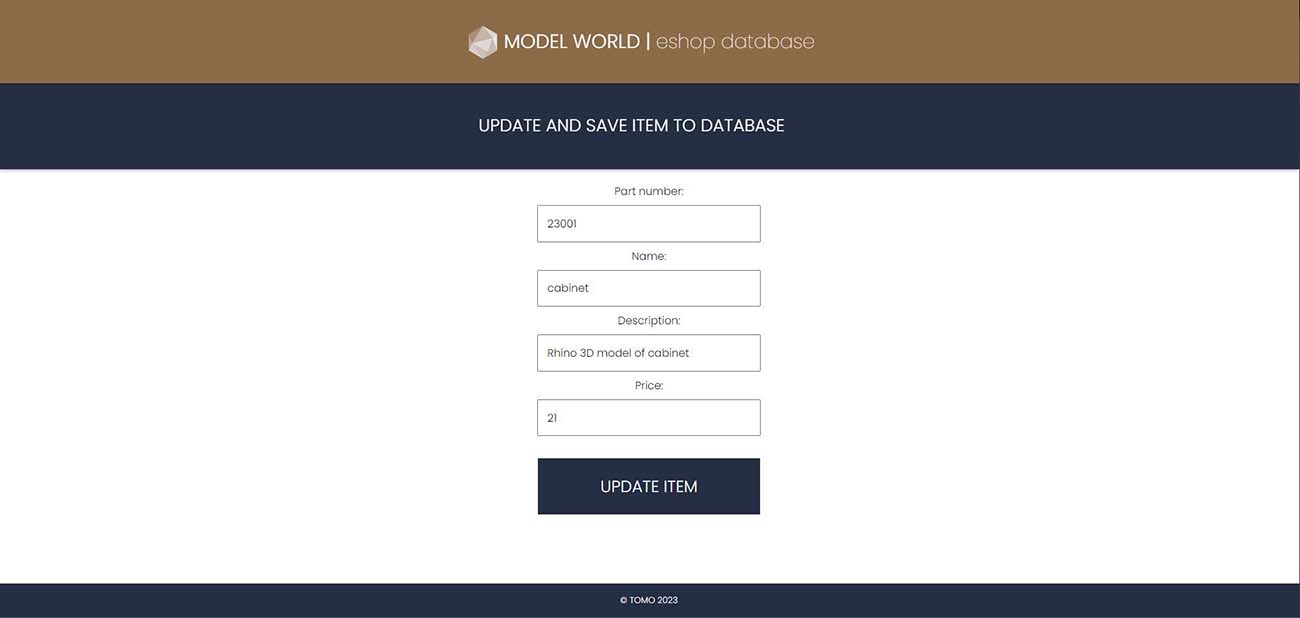 MODEL WORLD | eshop database
UPDATE AND SAVE ITEM TO DATABASE
Part number:
23001
Name:
cabinet
Description:
Rhino 3D model of cabinet
Price:
21
UPDATE ITEM
© TOMO 2023